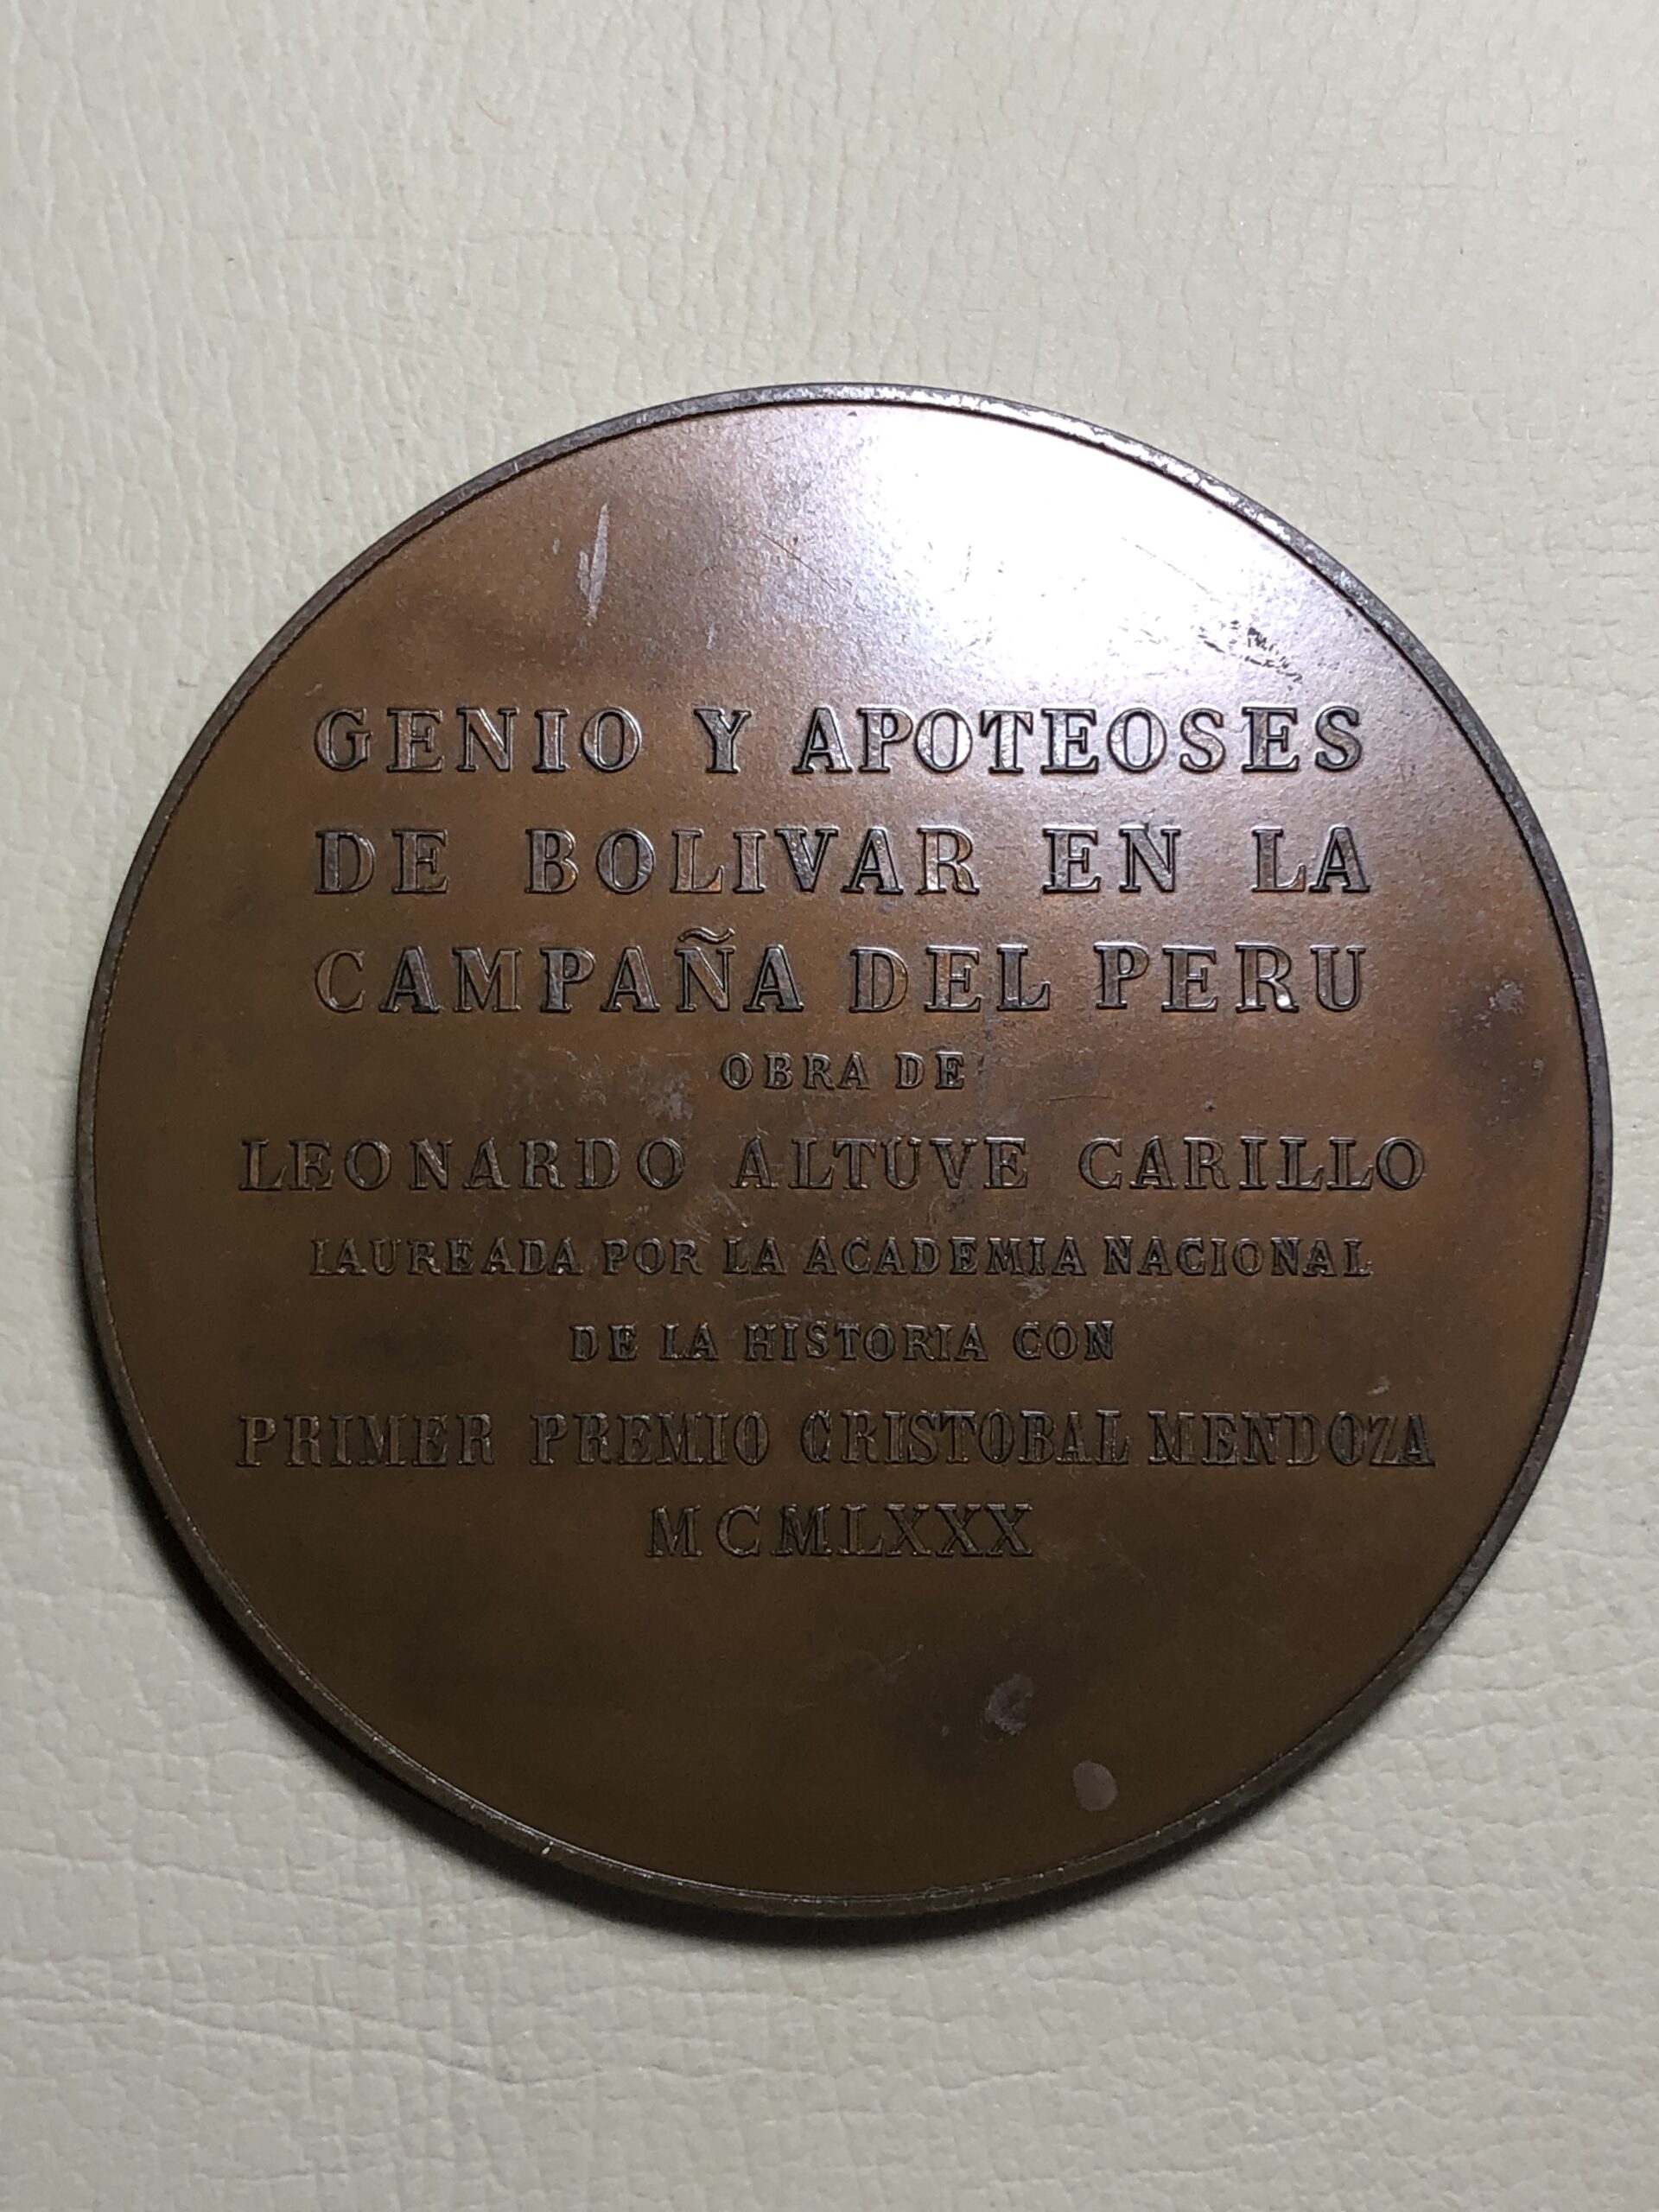 GENIO Y APOTEOSES
DE BOLIVAR EN LA
CAMPAÑA DEL PERU
OBRA DE
LEONARDO ALTUVE CARILLO
LAUREADA POR LA ACADEMIA NACIONAL
DE LA HISTORIA CON
PRIMER PREMIO CRISTOBAL MENDOZA
MCMLXXX